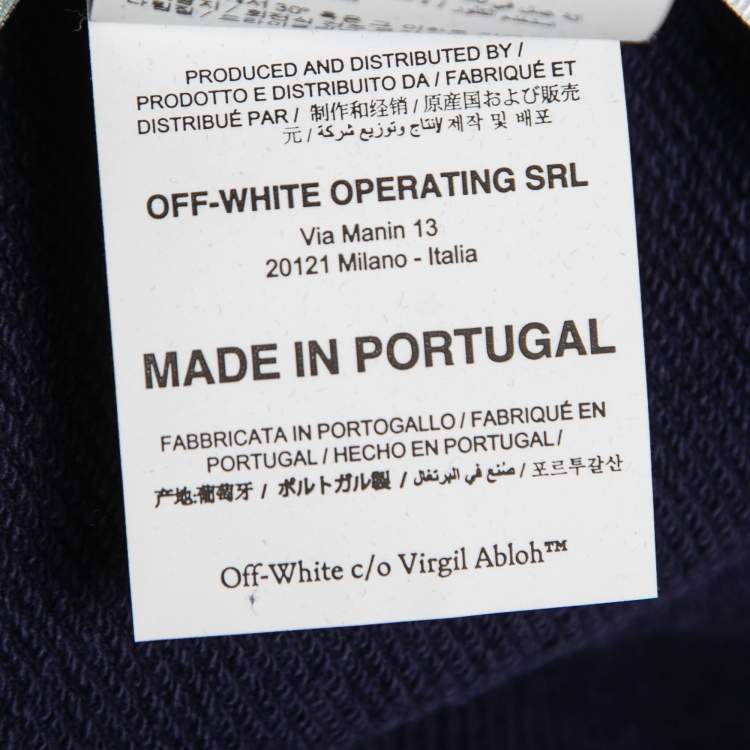 PRODUCED AND DISTRIBUTED BY /
PRODOTTO E DISTRIBUITO DA / FABRIQUÉ ET
DISTRIBUÉ PAR / 制作和经销 / 原産国および販売
元 / إنتاج وتوزيع شركة / 제작 및 배포
OFF-WHITE OPERATING SRL
Via Manin 13
20121 Milano - Italia
MADE IN PORTUGAL
FABBRICATA IN PORTOGALLO / FABRIQUÉ EN
PORTUGAL / HECHO EN PORTUGAL /
产地:葡萄牙 / ポルトガル製 / صُنع في البرتغال / 포르투갈산
Off-White c/o Virgil Abloh™